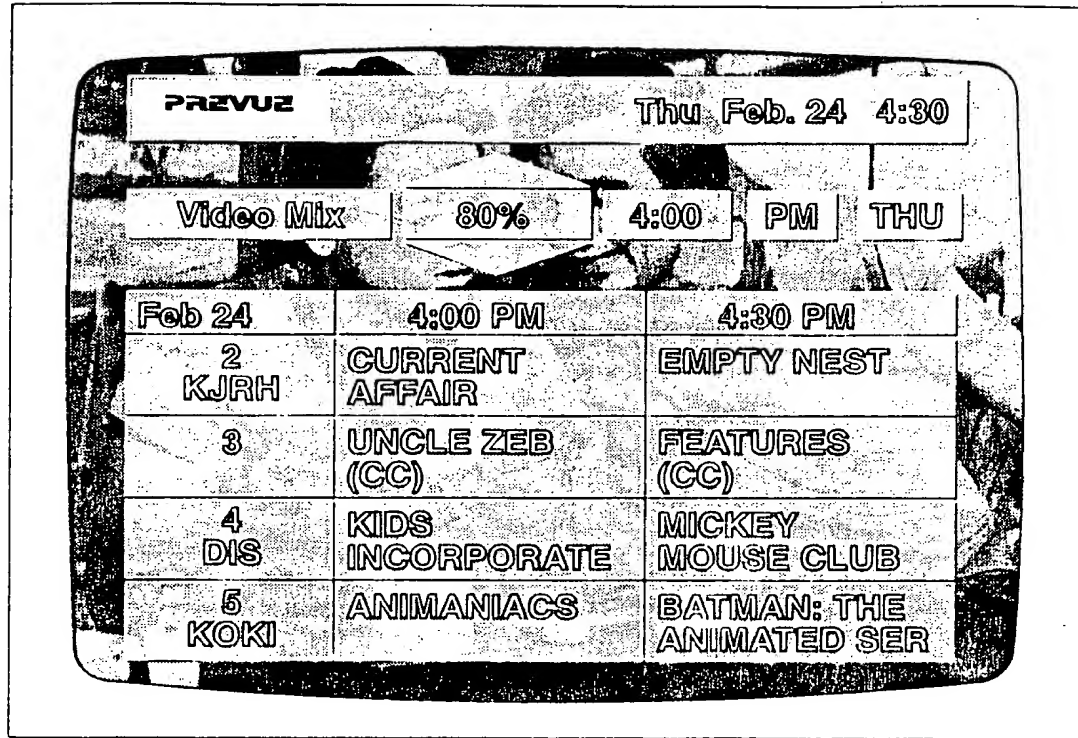 PREVUE Thu Feb. 24 4:30
Video Mix 80% 4:00 PM THU
Feb 24 4:00 PM 4:30 PM
2 KJRH CURRENT AFFAIR EMPTY NEST
3 UNCLE ZEB (CC) FEATURES (CC)
4 DIS KIDS INCORPORATE MICKEY MOUSE CLUB
5 KOKI ANIMANIACS BATMAN: THE ANIMATED SER